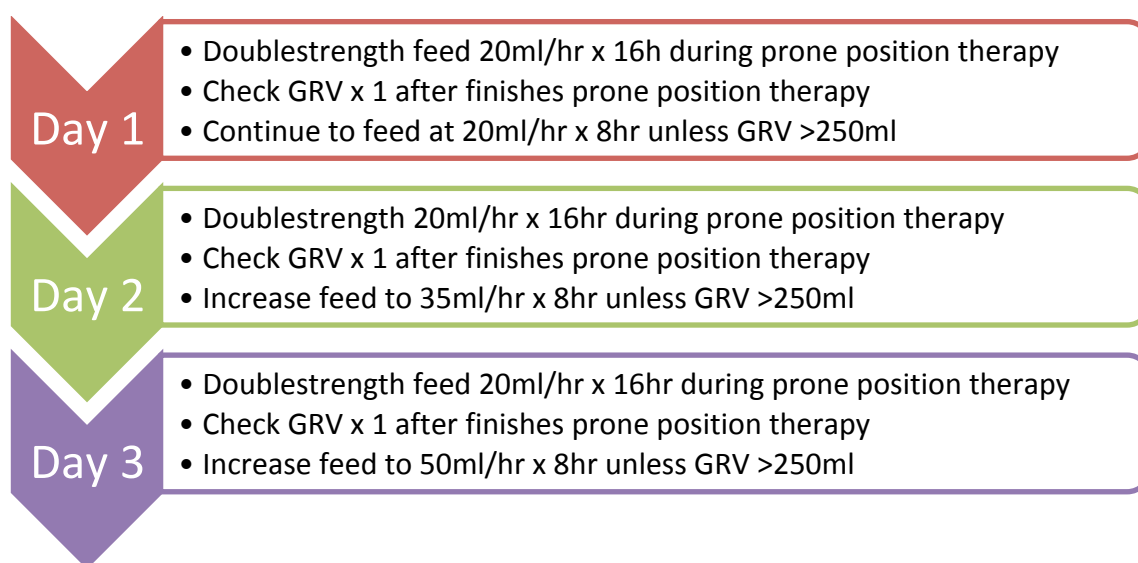 Day 1
• Doublestrength feed 20ml/hr x 16h during prone position therapy
• Check GRV x 1 after finishes prone position therapy
• Continue to feed at 20ml/hr x 8hr unless GRV >250ml
Day 2
• Doublestrength 20ml/hr x 16hr during prone position therapy
• Check GRV x 1 after finishes prone position therapy
• Increase feed to 35ml/hr x 8hr unless GRV >250ml
Day 3
• Doublestrength feed 20ml/hr x 16hr during prone position therapy
• Check GRV x 1 after finishes prone position therapy
• Increase feed to 50ml/hr x 8hr unless GRV >250ml